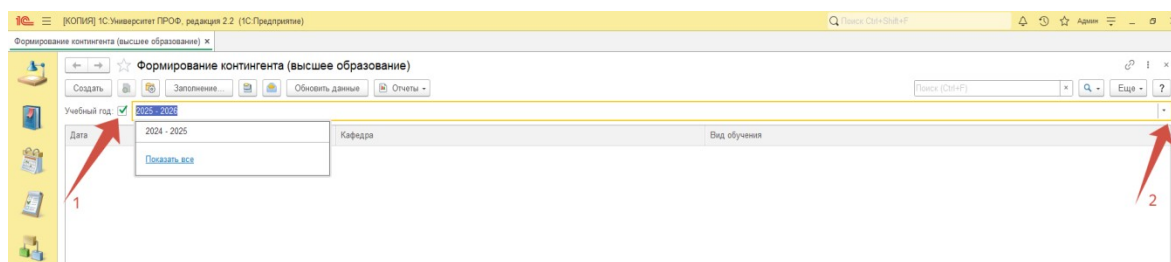 1С [КОПИЯ] 1С:Университет ПРОФ, редакция 2.2 (1С:Предприятие) Поиск Ctrl+Shift+F Админ
Формирование контингента (высшее образование) ×
Формирование контингента (высшее образование)
Создать Заполнение... Обновить данные Отчеты Поиск (Ctrl+F) × Еще ?
Учебный год: 2025 - 2026
2024 - 2025
Показать все
Дата Кафедра Вид обучения
1 2